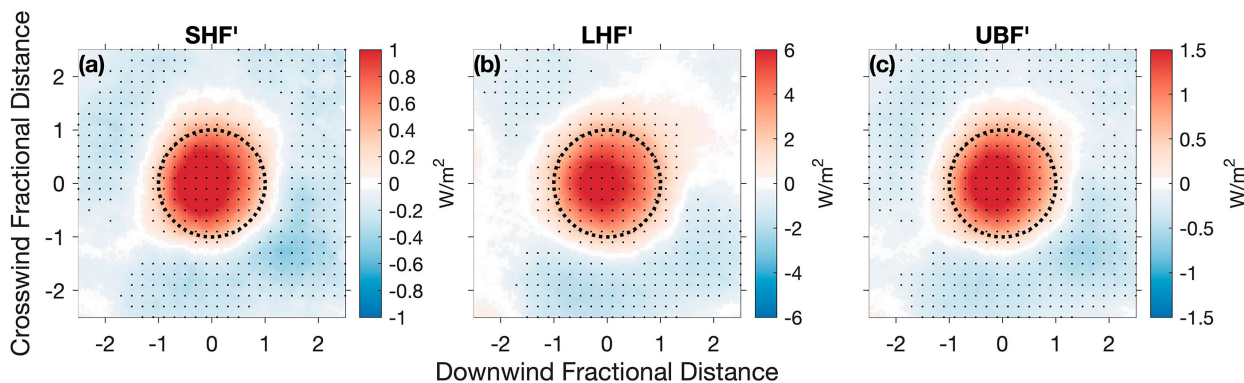 SHF'
LHF'
UBF'
(a)
(b)
(c)
Crosswind Fractional Distance
2
1
0
-1
-2
-2 -1 0 1 2
1
0.8
0.6
0.4
0.2
0
-0.2
-0.4
-0.6
-0.8
-1
W/m²
-2 -1 0 1 2
6
4
2
0
-2
-4
-6
W/m²
-2 -1 0 1 2
1.5
1
0.5
0
-0.5
-1
-1.5
W/m²
Downwind Fractional Distance